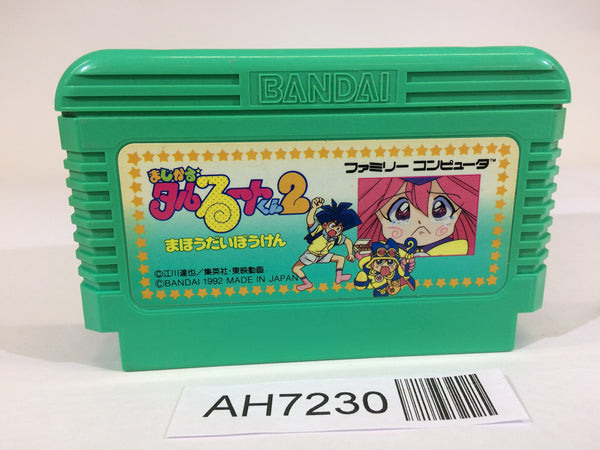 BANDAI
まじかる
タルるートくん2
まほうだいぼうけん
ファミリー コンピュータ™
©江川達也/集英社・東映動画
©BANDAI 1992 MADE IN JAPAN
AH7230